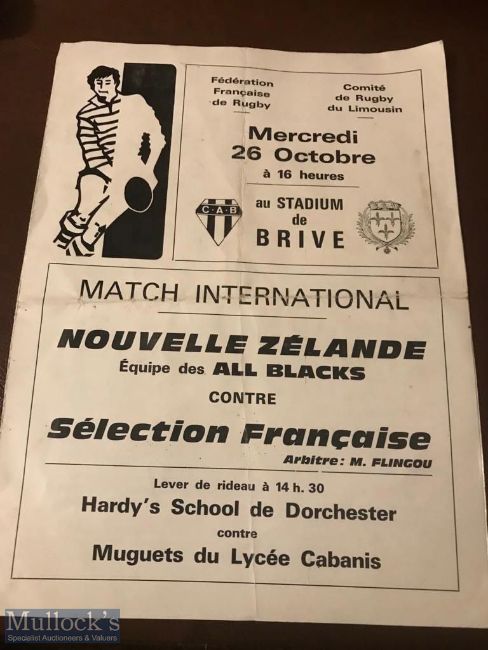 Fédération
Française
de Rugby
Comité
de Rugby
du Limousin
Mercredi
26 Octobre
à 16 heures
C.A.B
au STADIUM
de
BRIVE
MATCH INTERNATIONAL
NOUVELLE ZÉLANDE
Équipe des ALL BLACKS
CONTRE
Sélection Française
Arbitre: M. FLINGOU
Lever de rideau à 14 h. 30
Hardy's School de Dorchester
contre
Muguets du Lycée Cabanis
Mullock's
Specialist Auctioneers & Valuers